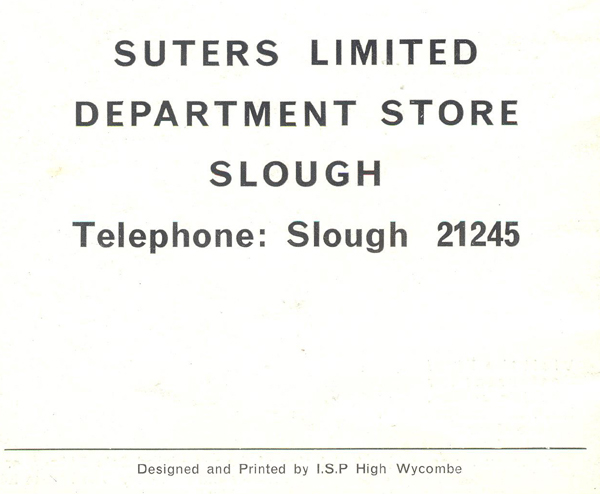 SUTERS LIMITED
DEPARTMENT STORE
SLOUGH
Telephone: Slough 21245
Designed and Printed by I.S.P High Wycombe